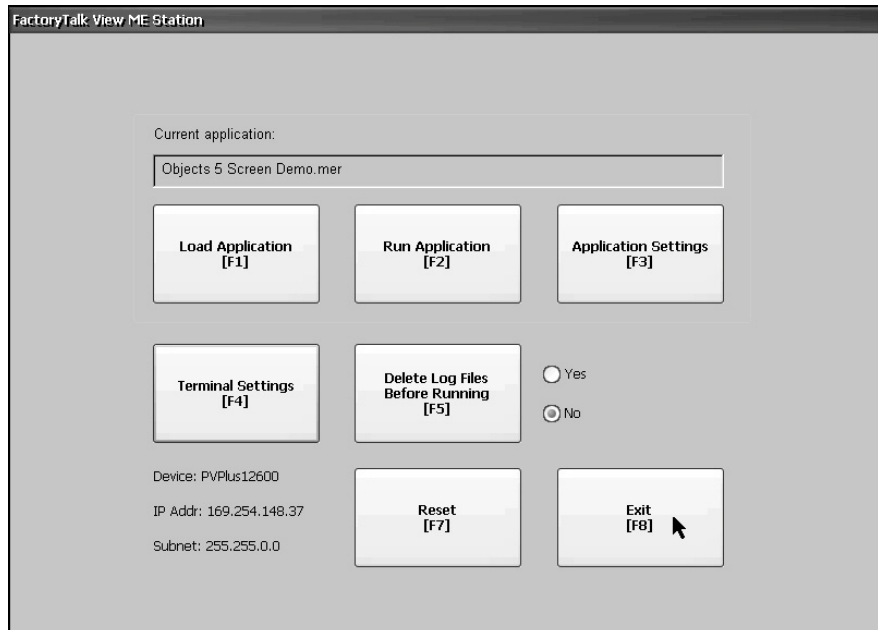 FactoryTalk View ME Station
Current application:
Objects 5 Screen Demo.mer
Load Application
[F1]
Run Application
[F2]
Application Settings
[F3]
Terminal Settings
[F4]
Delete Log Files
Before Running
[F5]
Yes
No
Device: PVPlus12600
IP Addr: 169.254.148.37
Subnet: 255.255.0.0
Reset
[F7]
Exit
[F8]